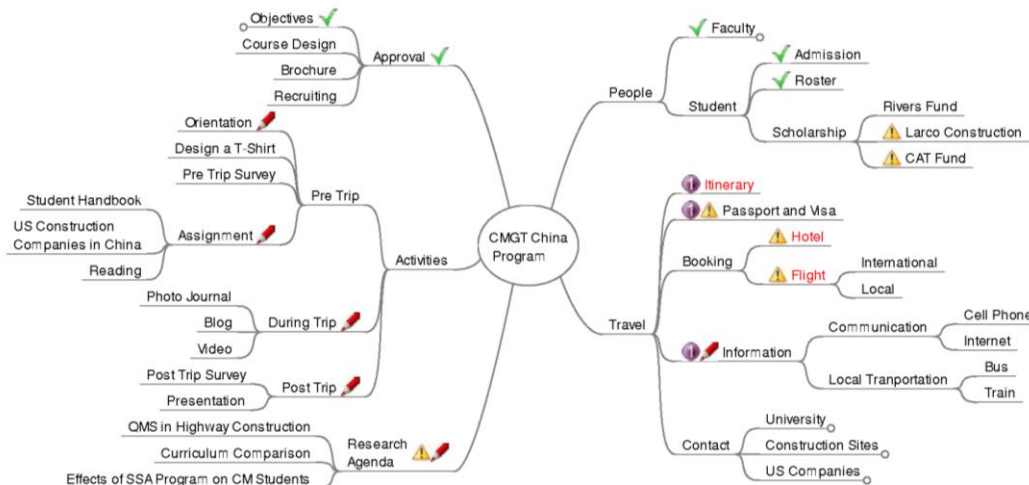 Objectives
Course Design
Approval
Brochure
Recruiting
Orientation
Design a T-Shirt
Pre Trip Survey
Pre Trip
Student Handbook
US Construction
Companies in China
Assignment
Reading
Activities
Photo Journal
Blog
During Trip
Video
Post Trip Survey
Post Trip
Presentation
QMS in Highway Construction
Curriculum Comparison
Research
Agenda
Effects of SSA Program on CM Students
CMGT China
Program
Faculty
People
Admission
Student
Roster
Rivers Fund
Scholarship
Larco Construction
CAT Fund
1 Itinerary
1 Passport and Visa
Hotel
Booking
Flight
International
Local
Travel
1 Information
Communication
Cell Phone
Internet
Local Tranportation
Bus
Train
University
Contact
Construction Sites
US Companies